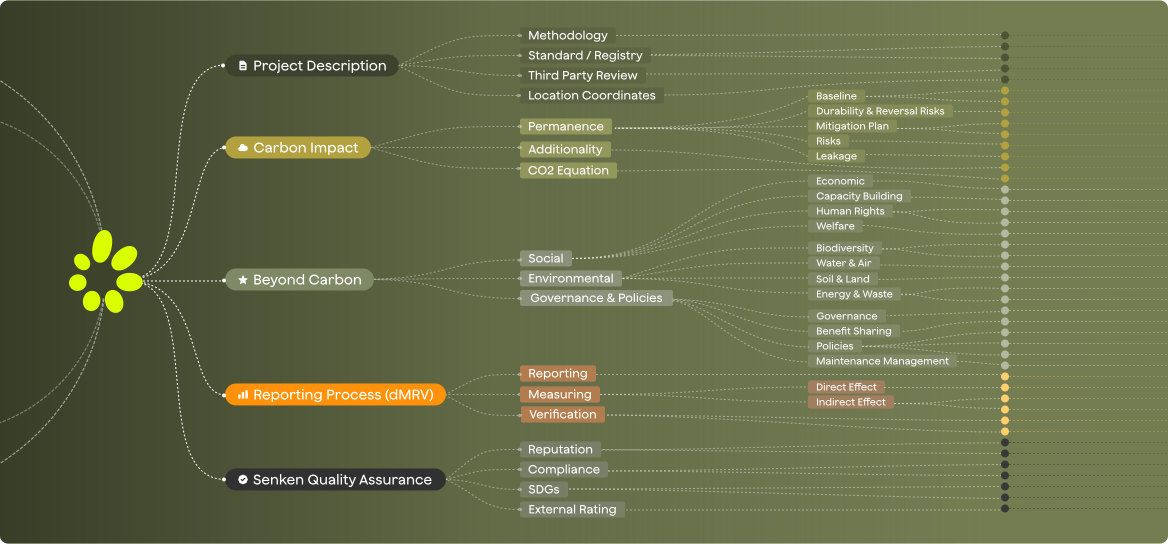 Project Description
Methodology
Standard / Registry
Third Party Review
Location Coordinates
Carbon Impact
Permanence
Additionality
CO2 Equation
Baseline
Durability & Reversal Risks
Mitigation Plan
Risks
Leakage
Beyond Carbon
Social
Environmental
Governance & Policies
Economic
Capacity Building
Human Rights
Welfare
Biodiversity
Water & Air
Soil & Land
Energy & Waste
Governance
Benefit Sharing
Policies
Maintenance Management
Reporting Process (dMRV)
Reporting
Measuring
Verification
Direct Effect
Indirect Effect
Senken Quality Assurance
Reputation
Compliance
SDGs
External Rating